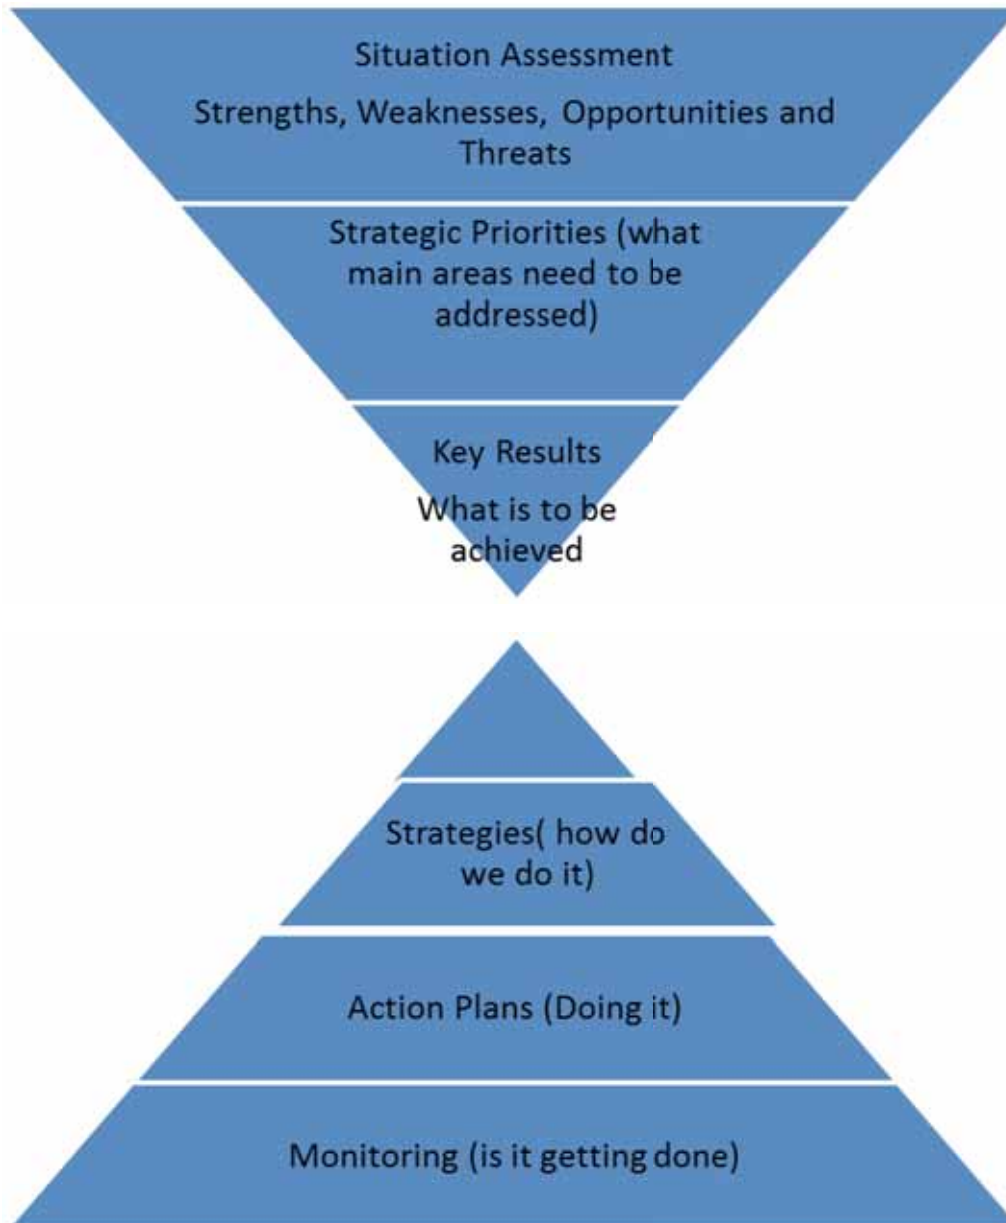 Situation Assessment
Strengths, Weaknesses, Opportunities and
Threats
Strategic Priorities (what
main areas need to be
addressed)
Key Results
What is to be
achieved
Strategies( how do
we do it)
Action Plans (Doing it)
Monitoring (is it getting done)